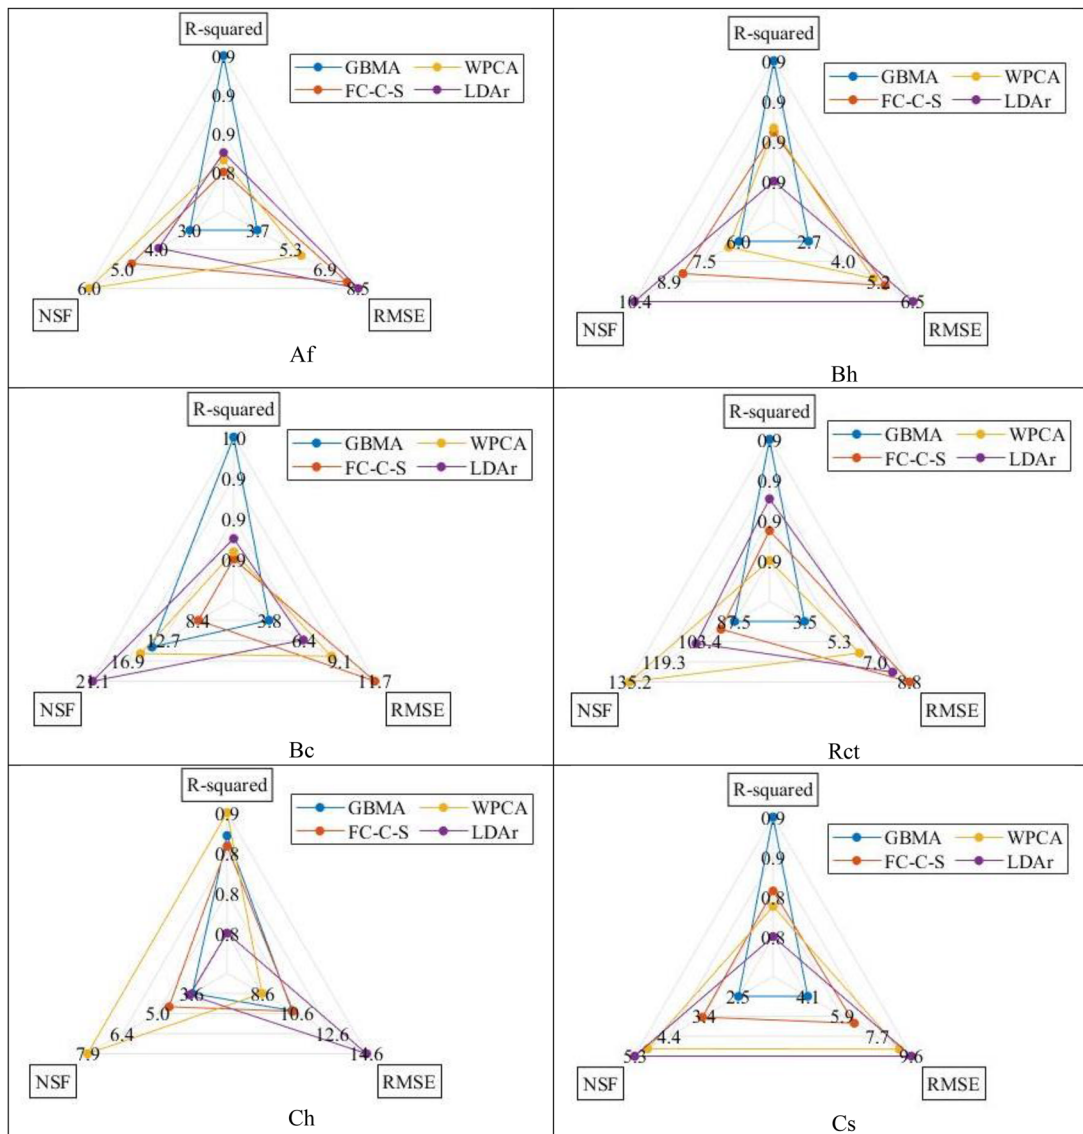 R-squared
GBMA WPCA
FC-C-S LDAr
0.9
0.9
0.9
0.8
3.0 3.7
4.0 5.3
5.0 6.9
6.0 8.5
NSF RMSE
Af
R-squared
GBMA WPCA
FC-C-S LDAr
0.9
0.9
0.9
0.9
6.0 2.7
7.5 4.0
8.9 5.2
10.4 6.5
NSF RMSE
Bh
R-squared
GBMA WPCA
FC-C-S LDAr
1.0
0.9
0.9
0.9
8.4 3.8
12.7 6.4
16.9 9.1
21.1 11.7
NSF RMSE
Bc
R-squared
GBMA WPCA
FC-C-S LDAr
0.9
0.9
0.9
0.9
87.5 3.5
103.4 5.3
119.3 7.0
135.2 8.8
NSF RMSE
Rct
R-squared
GBMA WPCA
FC-C-S LDAr
0.9
0.8
0.8
0.8
3.6 8.6
5.0 10.6
6.4 12.6
7.9 14.6
NSF RMSE
Ch
R-squared
GBMA WPCA
FC-C-S LDAr
0.9
0.9
0.8
0.8
2.5 4.1
3.4 5.9
4.4 7.7
5.3 9.6
NSF RMSE
Cs